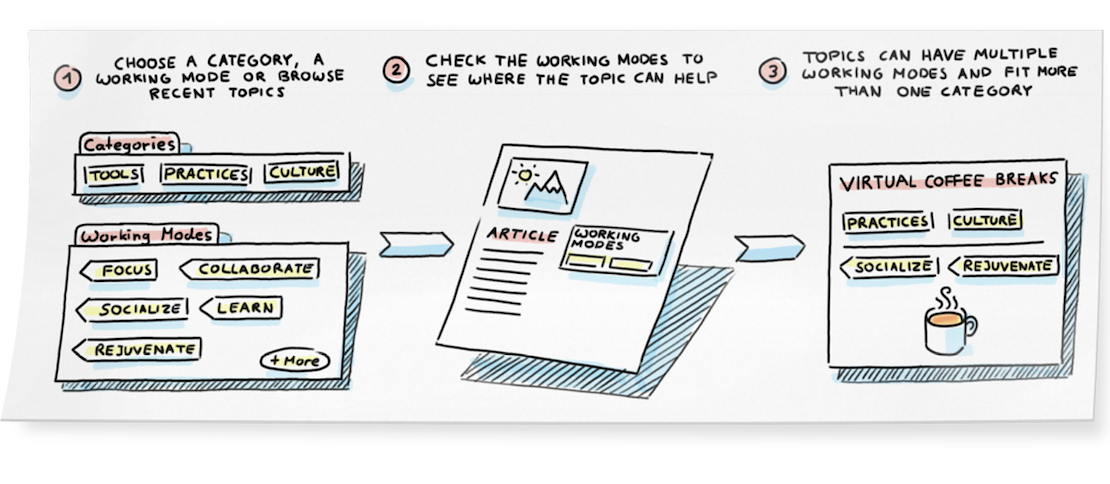 1
CHOOSE A CATEGORY, A
WORKING MODE OR BROWSE
RECENT TOPICS
Categories
TOOLS PRACTICES CULTURE
Working Modes
FOCUS COLLABORATE
SOCIALIZE LEARN
REJUVENATE
+ More
2
CHECK THE WORKING MODES TO
SEE WHERE THE TOPIC CAN HELP
ARTICLE
WORKING
MODES
3
TOPICS CAN HAVE MULTIPLE
WORKING MODES AND FIT MORE
THAN ONE CATEGORY
VIRTUAL COFFEE BREAKS
PRACTICES CULTURE
SOCIALIZE REJUVENATE